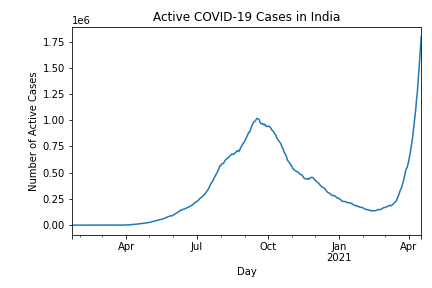 Active COVID-19 Cases in India
1e6
Number of Active Cases
1.75
1.50
1.25
1.00
0.75
0.50
0.25
0.00
Apr
Jul
Oct
Jan
2021
Apr
Day